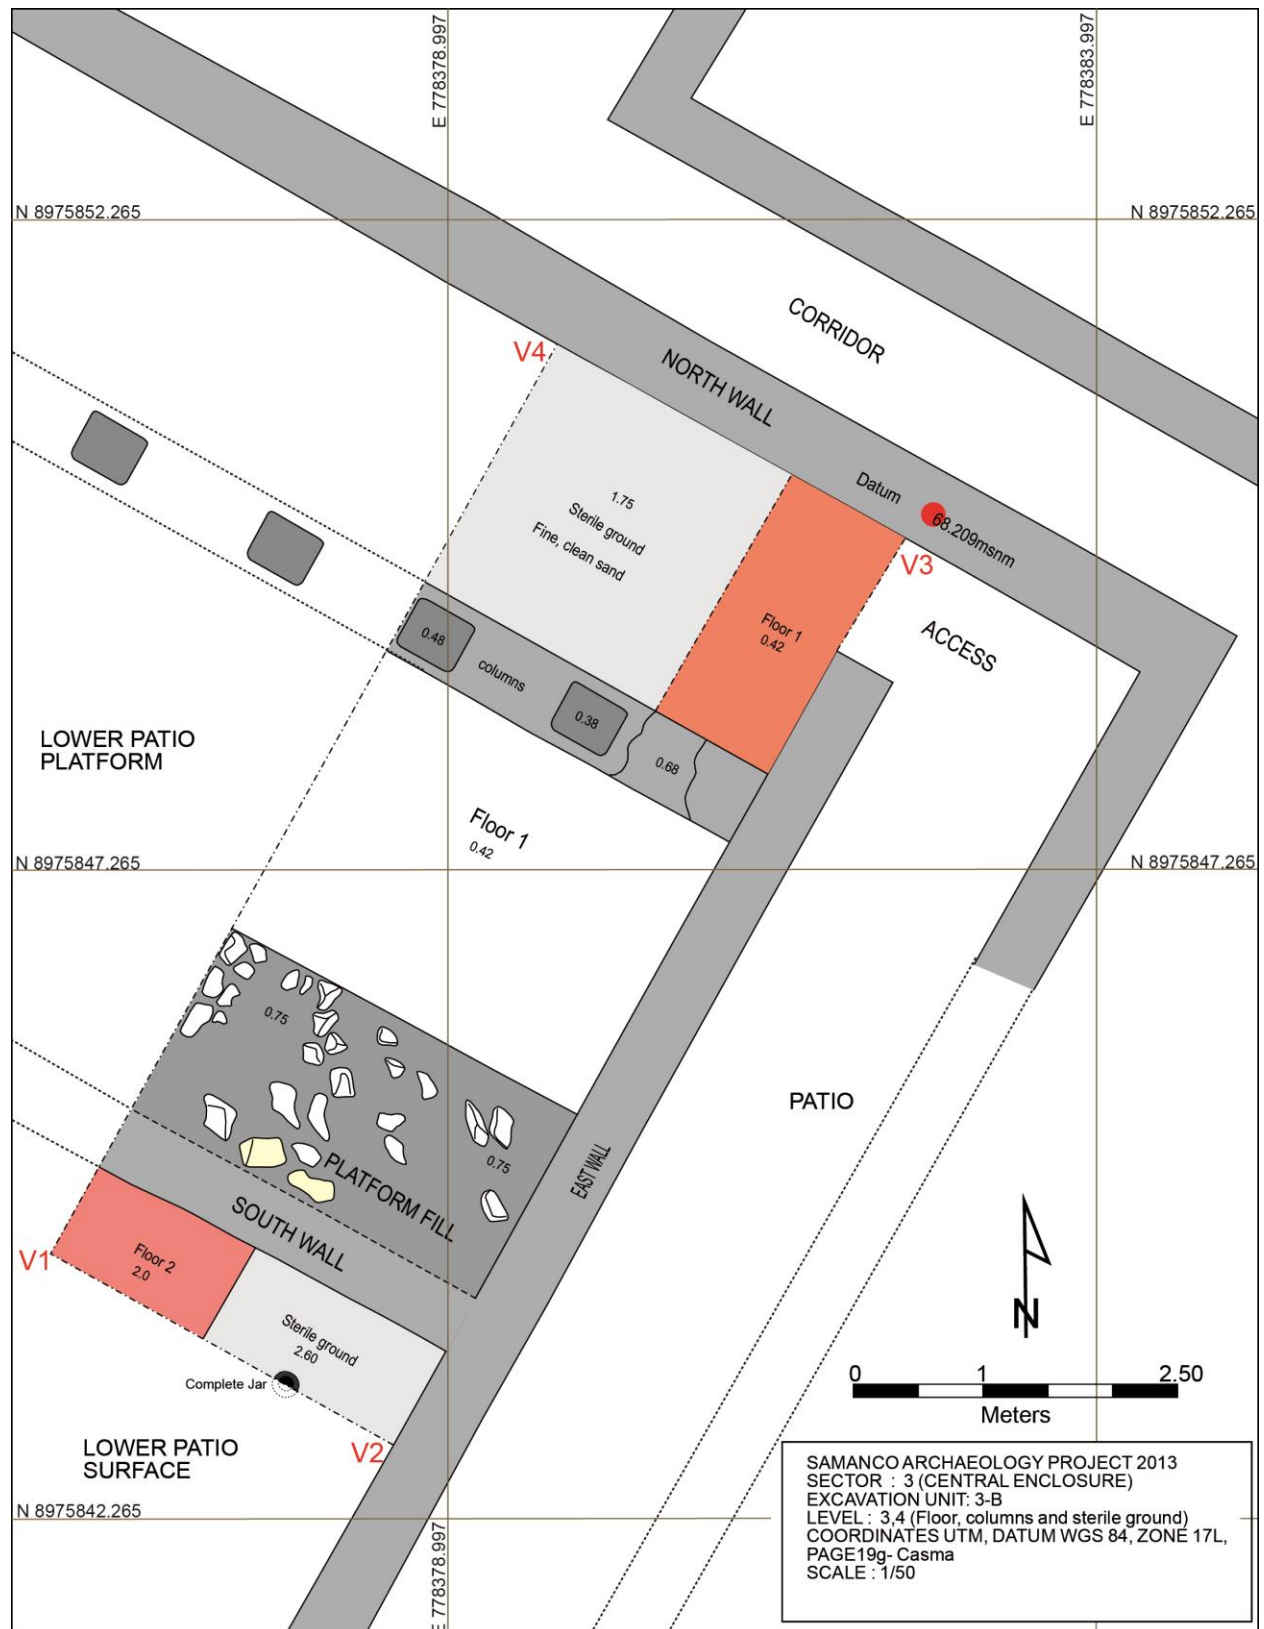 E 778378.997
E 778383.997
N 8975852.265
N 8975852.265
CORRIDOR
V4
NORTH WALL
Datum
68.209msnm
1.75
Sterile ground
Fine, clean sand
V3
Floor 1
0.42
ACCESS
0.48
columns
0.38
0.68
LOWER PATIO
PLATFORM
Floor 1
0.42
N 8975847.265
N 8975847.265
0.75
PATIO
0.75
EAST WALL
PLATFORM FILL
SOUTH WALL
V1
Floor 2
2.0
Sterile ground
2.60
Complete Jar
V2
LOWER PATIO
SURFACE
N
0 1 2.50
Meters
N 8975842.265
E 778378.997
SAMANCO ARCHAEOLOGY PROJECT 2013
SECTOR : 3 (CENTRAL ENCLOSURE)
EXCAVATION UNIT: 3-B
LEVEL : 3,4 (Floor, columns and sterile ground)
COORDINATES UTM, DATUM WGS 84, ZONE 17L,
PAGE19g- Casma
SCALE : 1/50